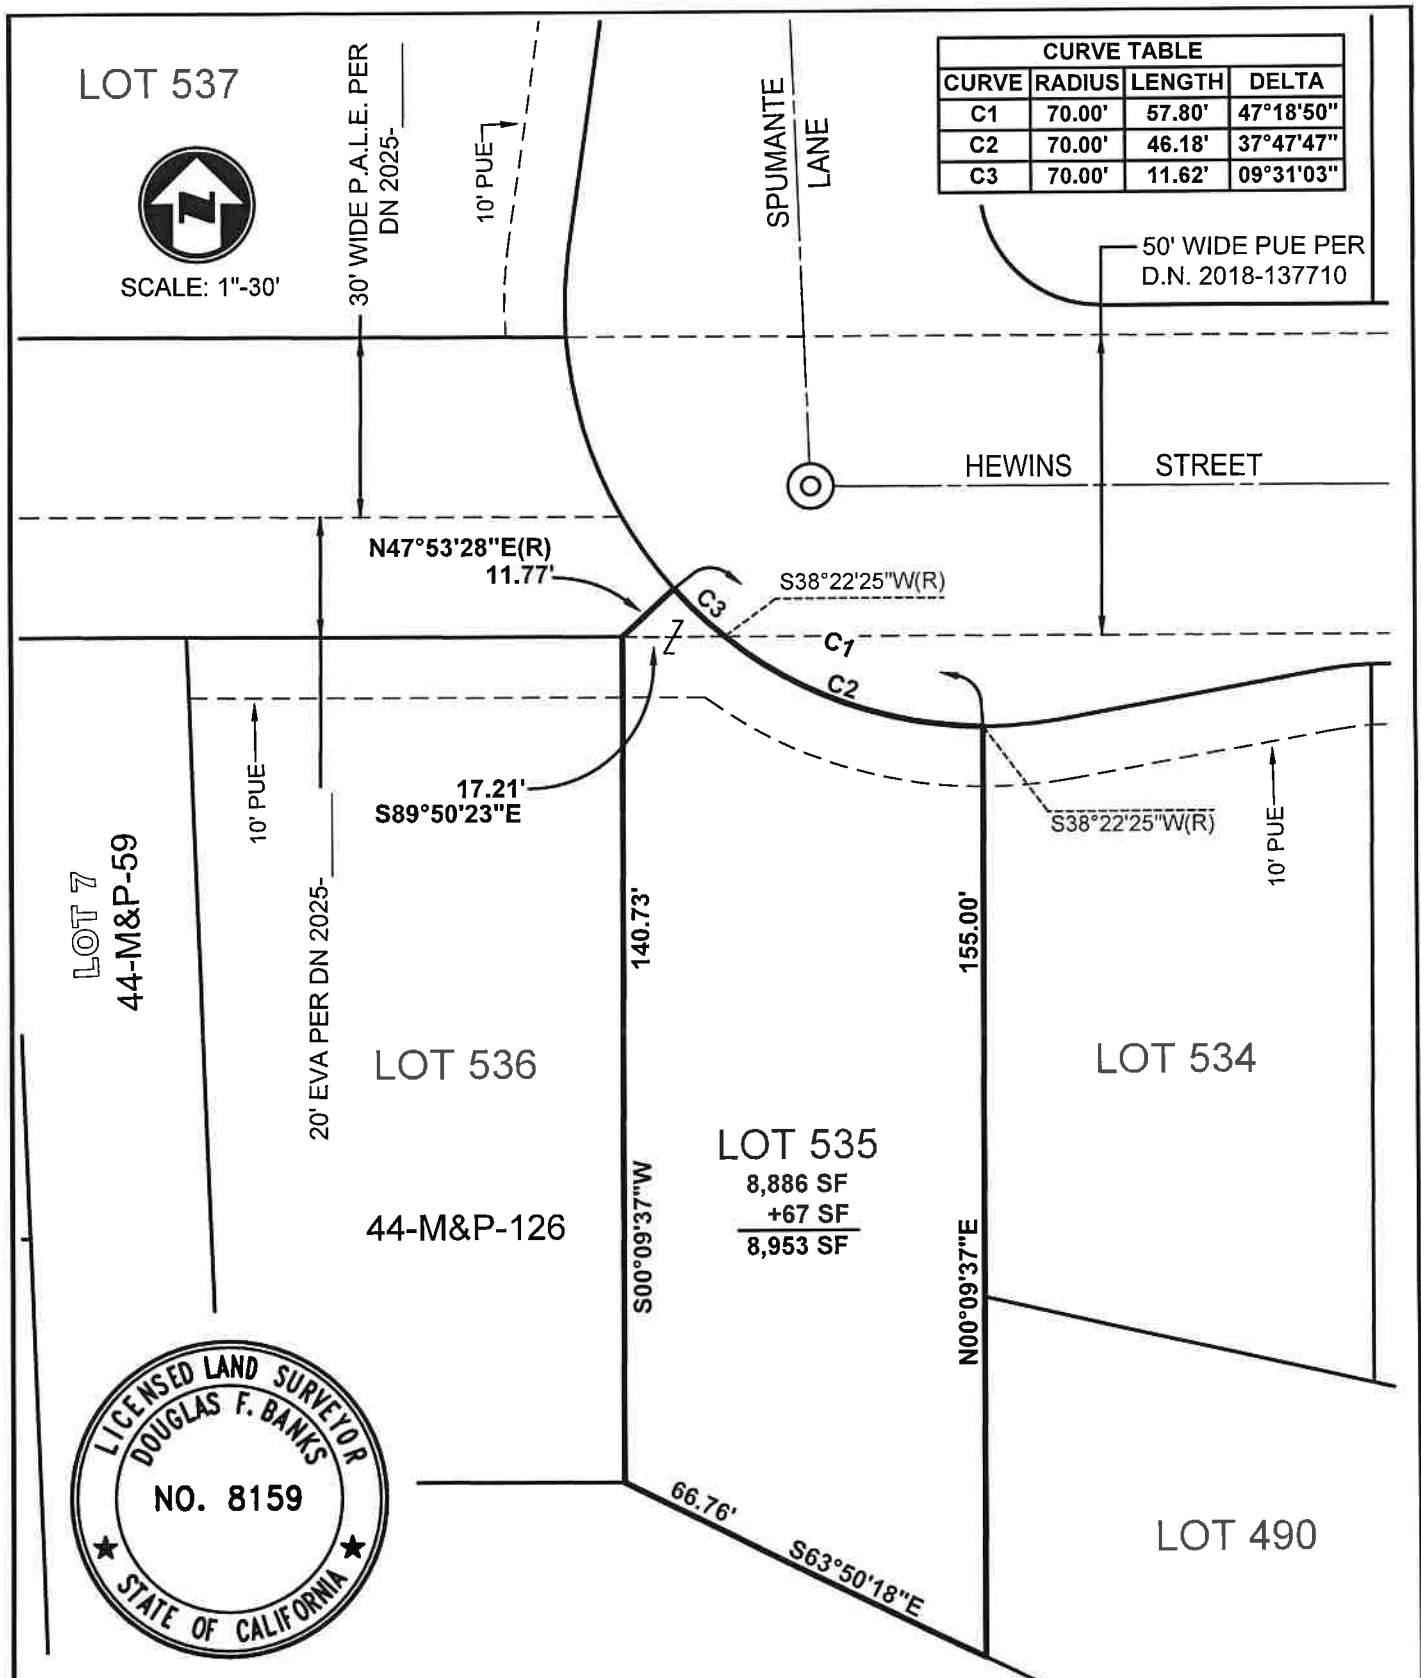 LOT 537
N
SCALE: 1"-30'
30' WIDE P.A.L.E. PER
DN 2025-
10' PUE
SPUMANTE
LANE
CURVE TABLE
CURVE RADIUS LENGTH DELTA
C1 70.00' 57.80' 47°18'50"
C2 70.00' 46.18' 37°47'47"
C3 70.00' 11.62' 09°31'03"
50' WIDE PUE PER
D.N. 2018-137710
HEWINS STREET
N47°53'28"E(R)
11.77'
C3
S38°22'25"W(R)
C1
C2
10' PUE
17.21'
S89°50'23"E
S38°22'25"W(R)
10' PUE
LOT 7
44-M&P-59
20' EVA PER DN 2025-
140.73'
155.00'
LOT 536
LOT 534
LOT 535
8,886 SF
+67 SF
8,953 SF
44-M&P-126
S00°09'37"W
N00°09'37"E
LICENSED LAND SURVEYOR
DOUGLAS F. BANKS
NO. 8159
STATE OF CALIFORNIA
66.76'
S63°50'18"E
LOT 490